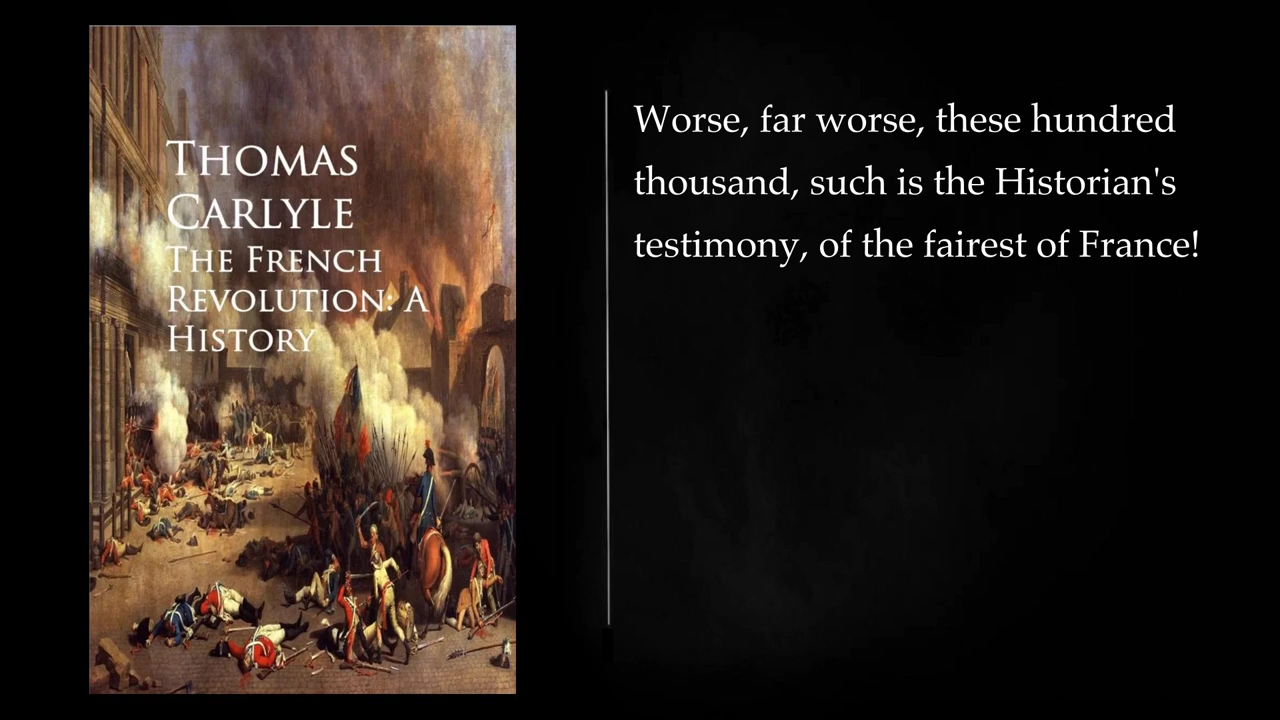 THOMAS
CARLYLE
THE FRENCH
REVOLUTION: A
HISTORY
Worse, far worse, these hundred
thousand, such is the Historian's
testimony, of the fairest of France!